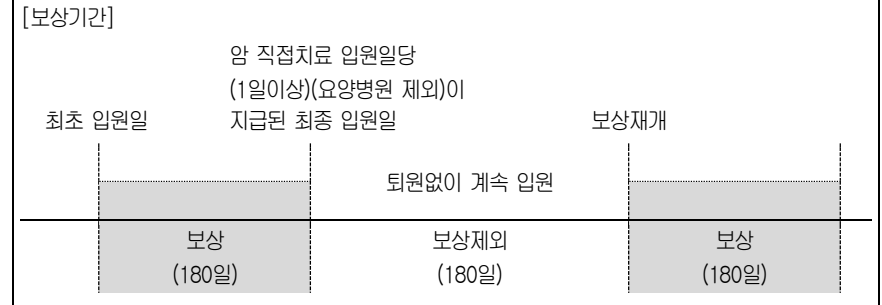 [보상기간]
암 직접치료 입원일당
(1일이상)(요양병원 제외)이
최초 입원일 지급된 최종 입원일 보상재개
퇴원없이 계속 입원
보상 보상제외 보상
(180일) (180일) (180일)